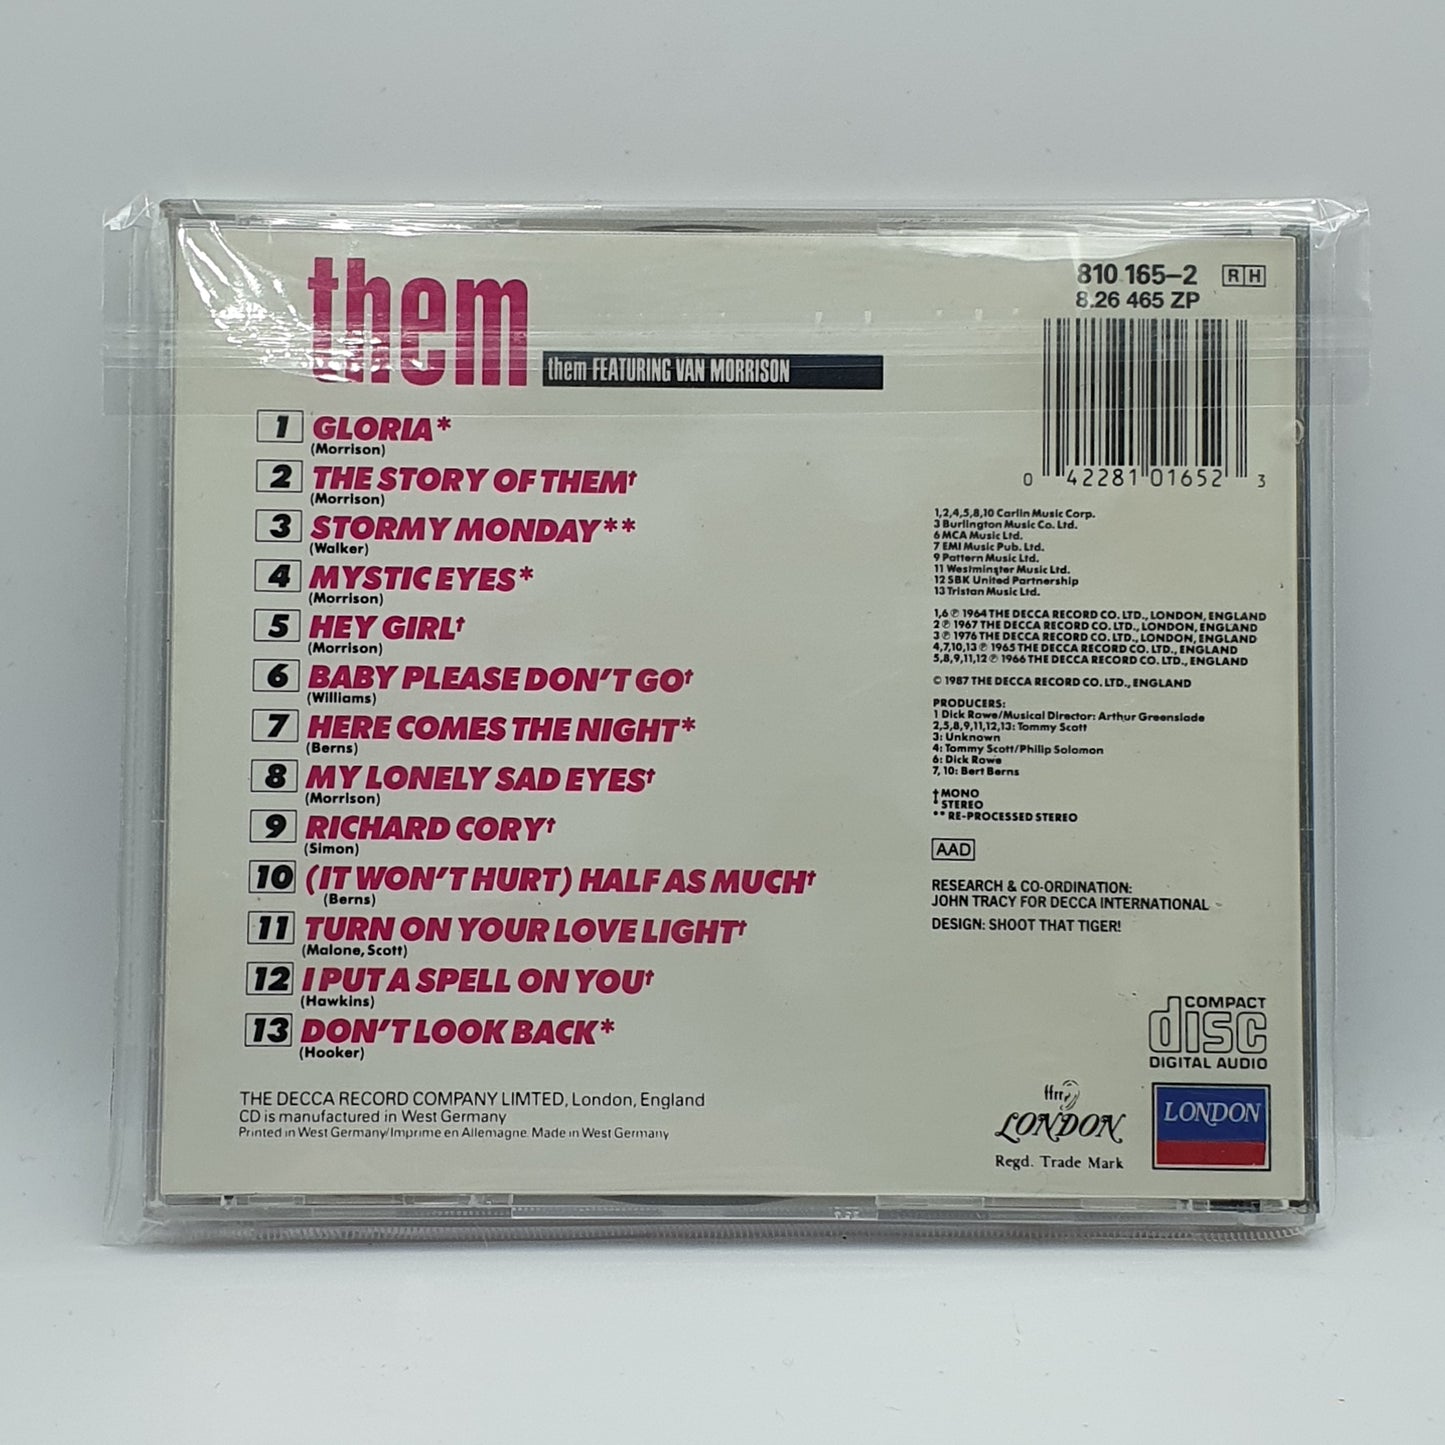 them
them FEATURING VAN MORRISON
1 GLORIA*
(Morrison)
2 THE STORY OF THEM†
(Morrison)
3 STORMY MONDAY**
(Walker)
4 MYSTIC EYES*
(Morrison)
5 HEY GIRL†
(Morrison)
6 BABY PLEASE DON'T GO†
(Williams)
7 HERE COMES THE NIGHT*
(Berns)
8 MY LONELY SAD EYES†
(Morrison)
9 RICHARD CORY†
(Simon)
10 (IT WON'T HURT) HALF AS MUCH†
(Berns)
11 TURN ON YOUR LOVE LIGHT†
(Malone, Scott)
12 I PUT A SPELL ON YOU†
(Hawkins)
13 DON'T LOOK BACK*
(Hooker)
THE DECCA RECORD COMPANY LIMTED, London, England
CD is manufactured in West Germany
Printed in West Germany/Imprime en Allemagne. Made in West Germany
810 165-2 RH
8.26 465 ZP
0 42281 01652 3
1,2,4,5,8,10 Carlin Music Corp.
3 Burlington Music Co. Ltd.
6 MCA Music Ltd.
7 EMI Music Pub. Ltd.
9 Pattern Music Ltd.
11 Westminster Music Ltd.
12 SBK United Partnership
13 Tristan Music Ltd.
1,6 ℗ 1964 THE DECCA RECORD CO. LTD., LONDON, ENGLAND
2 ℗ 1967 THE DECCA RECORD CO. LTD., LONDON, ENGLAND
3 ℗ 1976 THE DECCA RECORD CO. LTD., LONDON, ENGLAND
4,7,10,13 ℗ 1965 THE DECCA RECORD CO. LTD., ENGLAND
5,8,9,11,12 ℗ 1966 THE DECCA RECORD CO. LTD., ENGLAND
© 1987 THE DECCA RECORD CO. LTD., ENGLAND
PRODUCERS:
1 Dick Rowe/Musical Director: Arthur Greenslade
2,5,8,9,11,12,13: Tommy Scott
3: Unknown
4: Tommy Scott/Philip Solomon
6: Dick Rowe
7, 10: Bert Berns
† MONO
* STEREO
** RE-PROCESSED STEREO
AAD
RESEARCH & CO-ORDINATION:
JOHN TRACY FOR DECCA INTERNATIONAL
DESIGN: SHOOT THAT TIGER!
COMPACT
disc
DIGITAL AUDIO
ffrr
LONDON
Regd. Trade Mark
LONDON